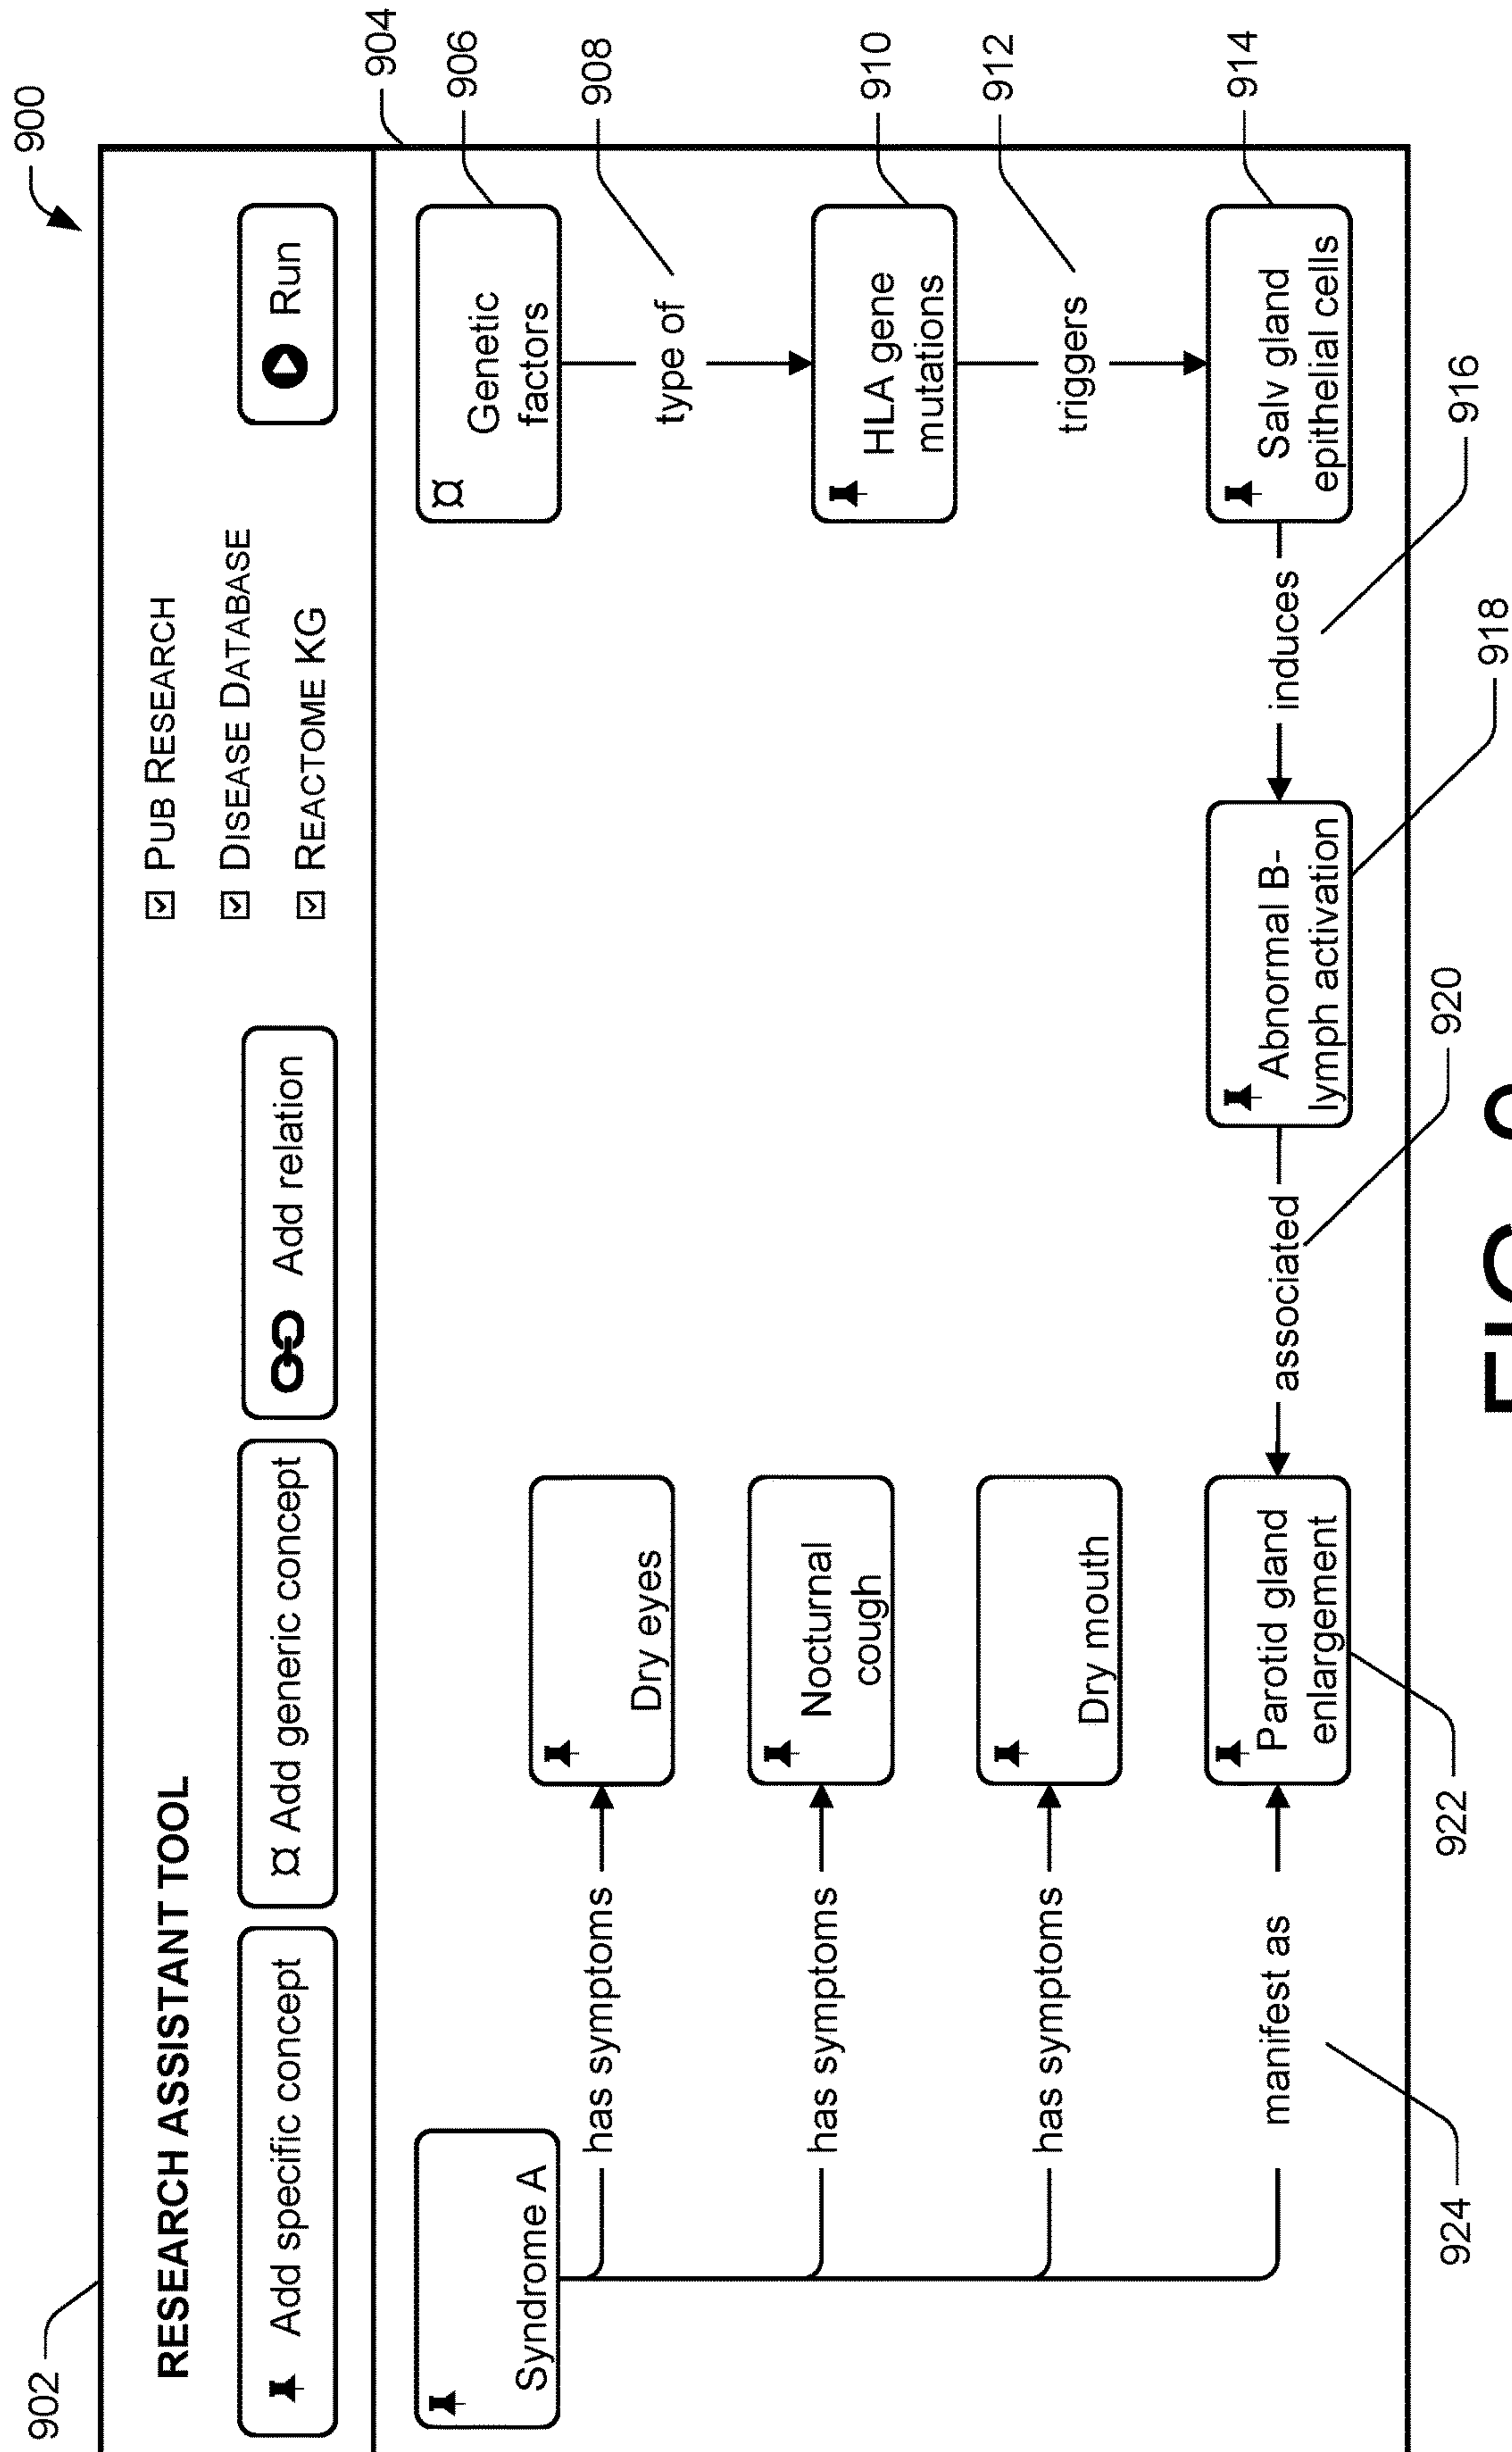 900
902
RESEARCH ASSISTANT TOOL
Add specific concept
Add generic concept
Add relation
PUB RESEARCH
DISEASE DATABASE
REACTOME KG
Run
904
Syndrome A
has symptoms
Dry eyes
has symptoms
Nocturnal
cough
has symptoms
Dry mouth
manifest as
Parotid gland
enlargement
associated
Abnormal B-
lymph activation
induces
Salv gland
epithelial cells
triggers
HLA gene
mutations
type of
Genetic
factors
906
908
910
912
914
916
918
920
922
924